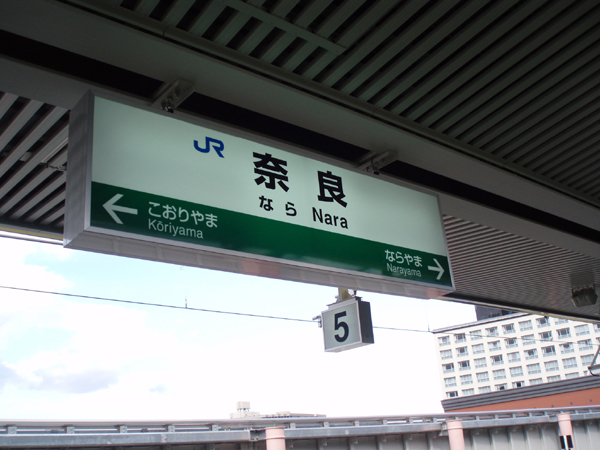 JR 奈良
なら Nara
← こおりやま
Kōriyama
ならやま →
Narayama
5